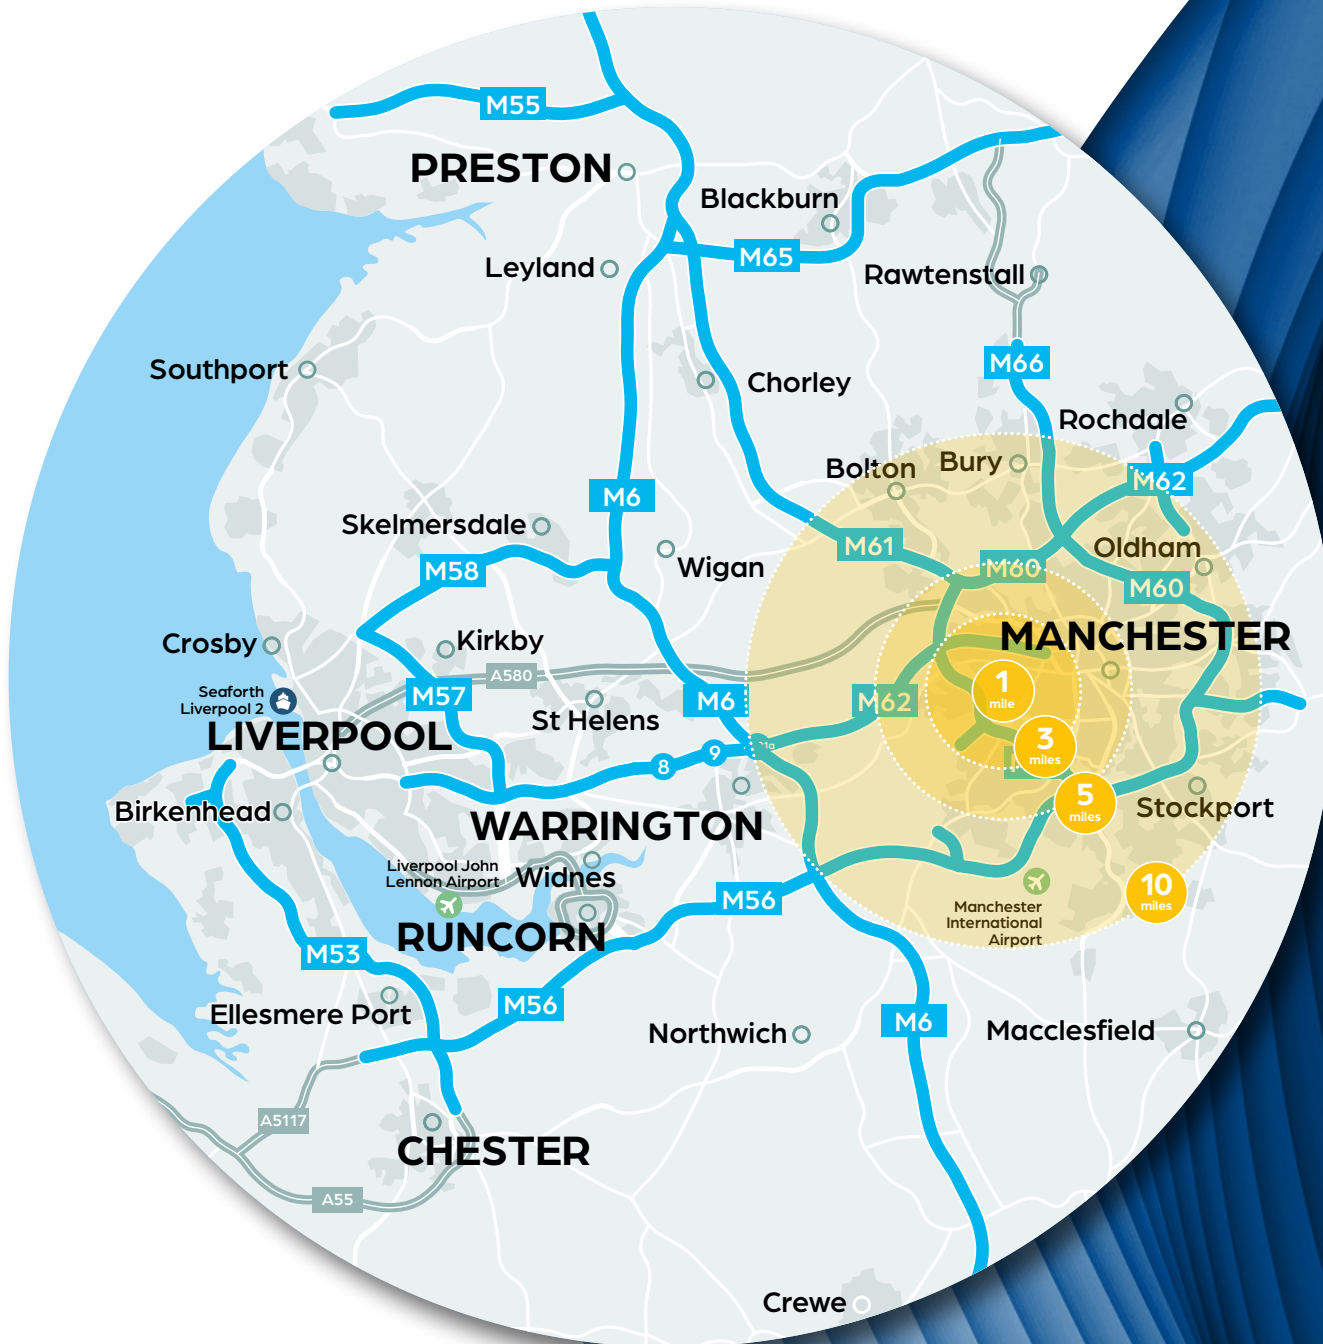 M55
PRESTON
Blackburn
M65
Leyland
Rawtenstall
Southport
Chorley
M66
Rochdale
Bolton
Bury
M62
M6
Skelmersdale
M61
Oldham
Wigan
M58
M60
M60
Crosby
Kirkby
MANCHESTER
A580
Seaforth
Liverpool 2
M57
M6
M62
1
mile
St Helens
LIVERPOOL
3
miles
8
9
5
miles
Birkenhead
Stockport
WARRINGTON
Liverpool John
Lennon Airport
Widnes
10
miles
M56
Manchester
International
Airport
RUNCORN
M53
M56
Ellesmere Port
M6
Northwich
Macclesfield
A5117
CHESTER
A55
Crewe